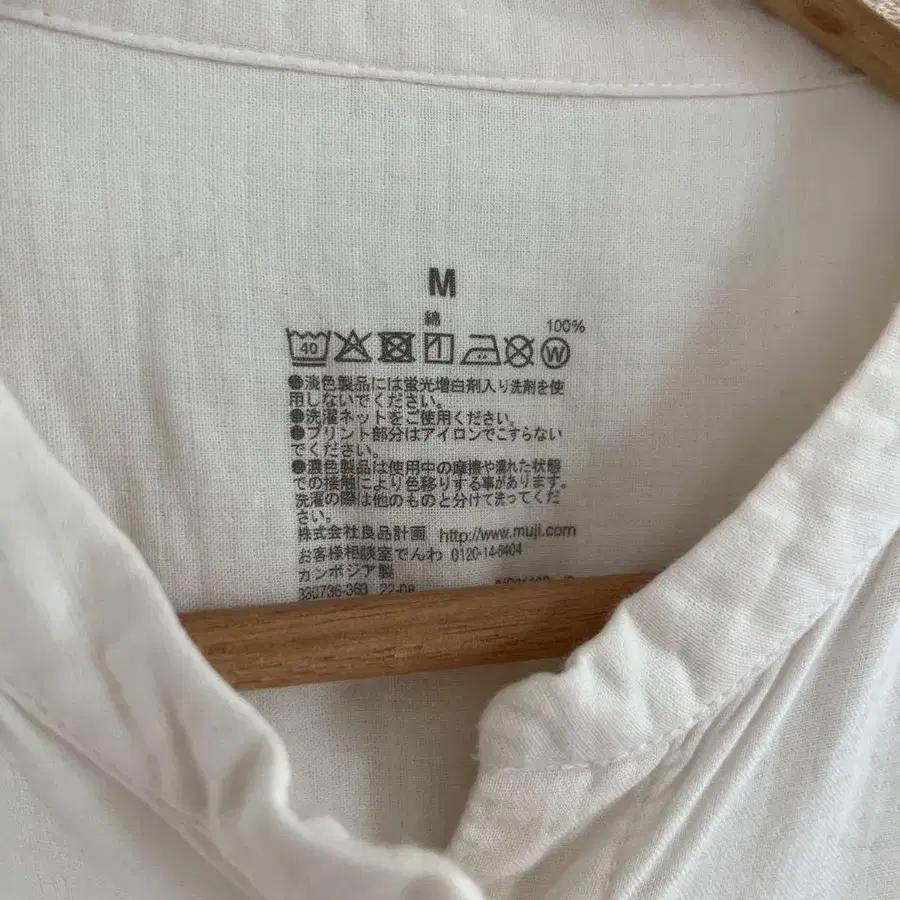 M
綿 100%
40 W
●淡色製品には蛍光増白剤入り洗剤を使
用しないでください。
●洗濯ネットをご使用ください。
●プリント部分はアイロンでこすらない
でください。
●濃色製品は使用中の摩擦や濡れた状態
での接触により色移りする事があります。
洗濯の際は他のものと分けて洗ってくだ
さい。
株式会社良品計画 http://www.muji.com
お客様相談室でんわ 0120-14-6404
カンボジア製
22-08